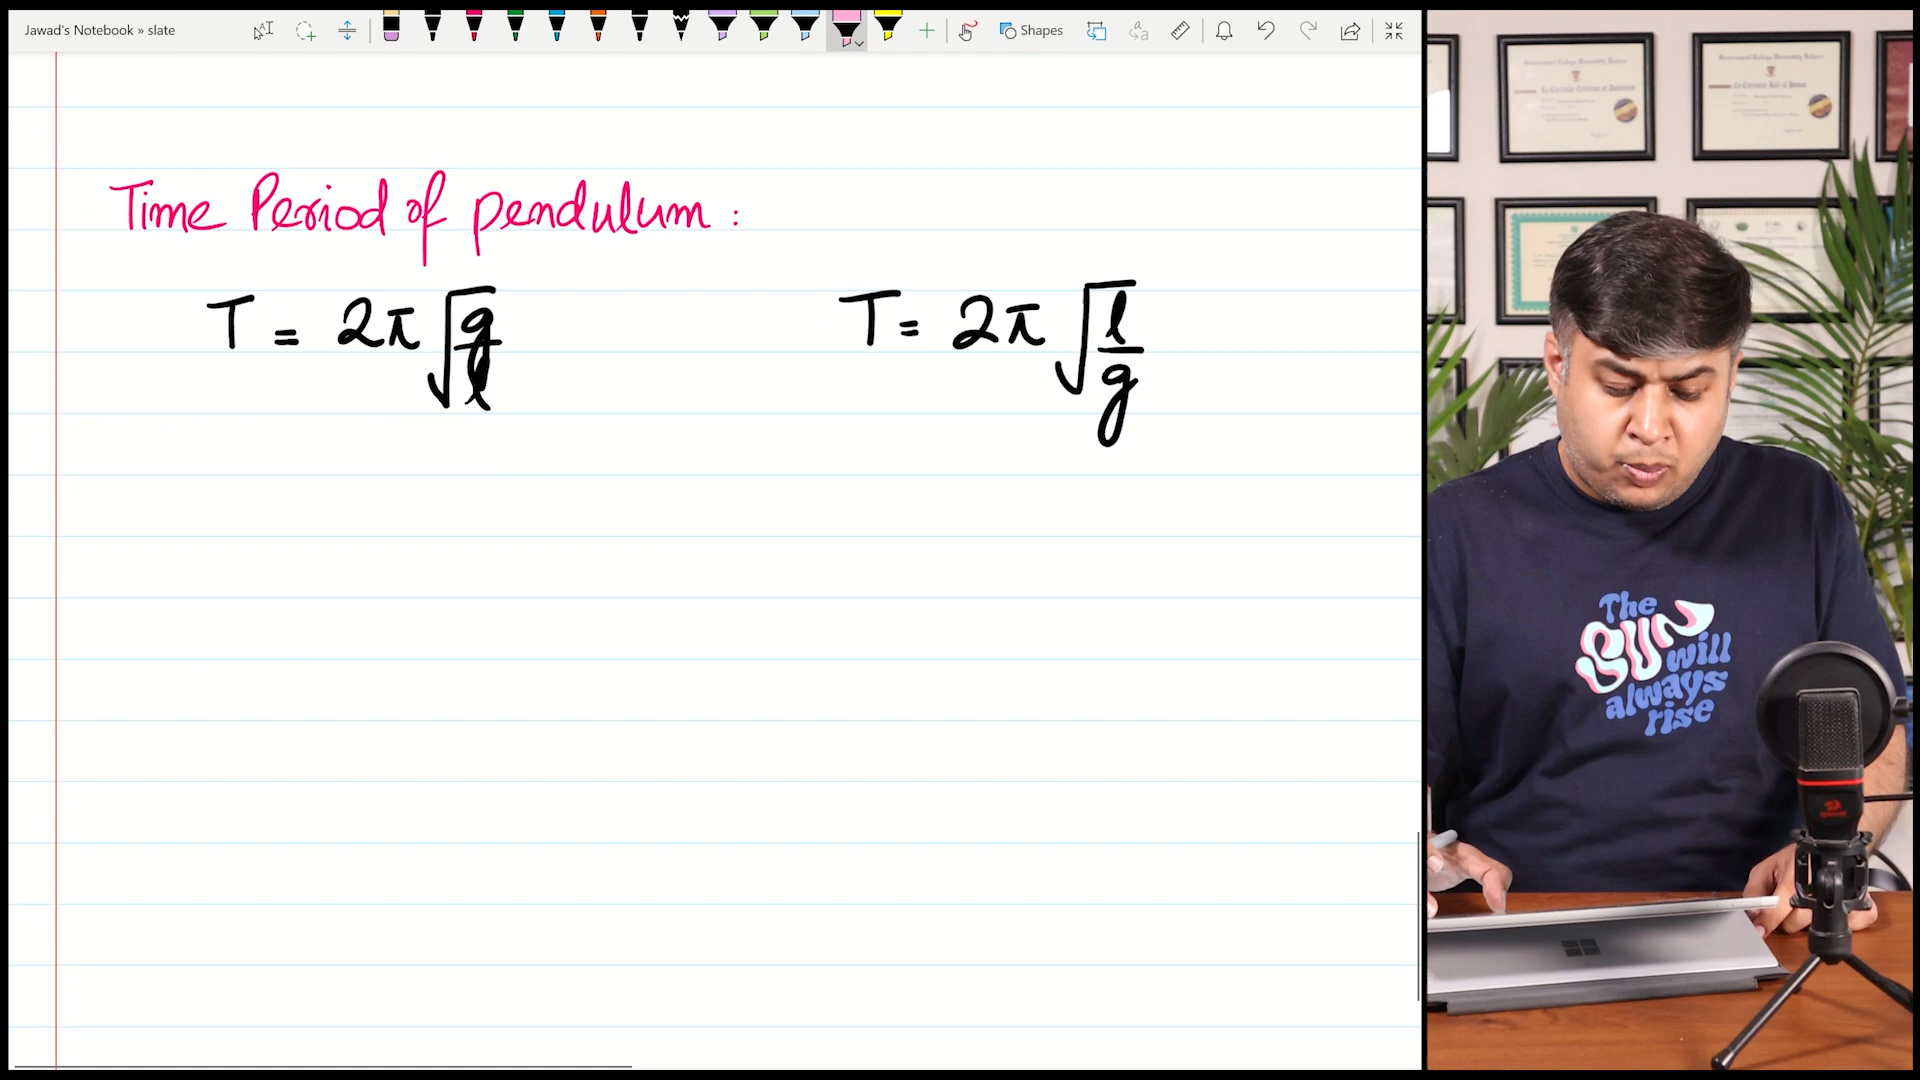 Jawad's Notebook » slate
Shapes
Time Period of pendulum :
T = 2π√(g/l)
T = 2π√(l/g)
The
SUN
will
always
rise